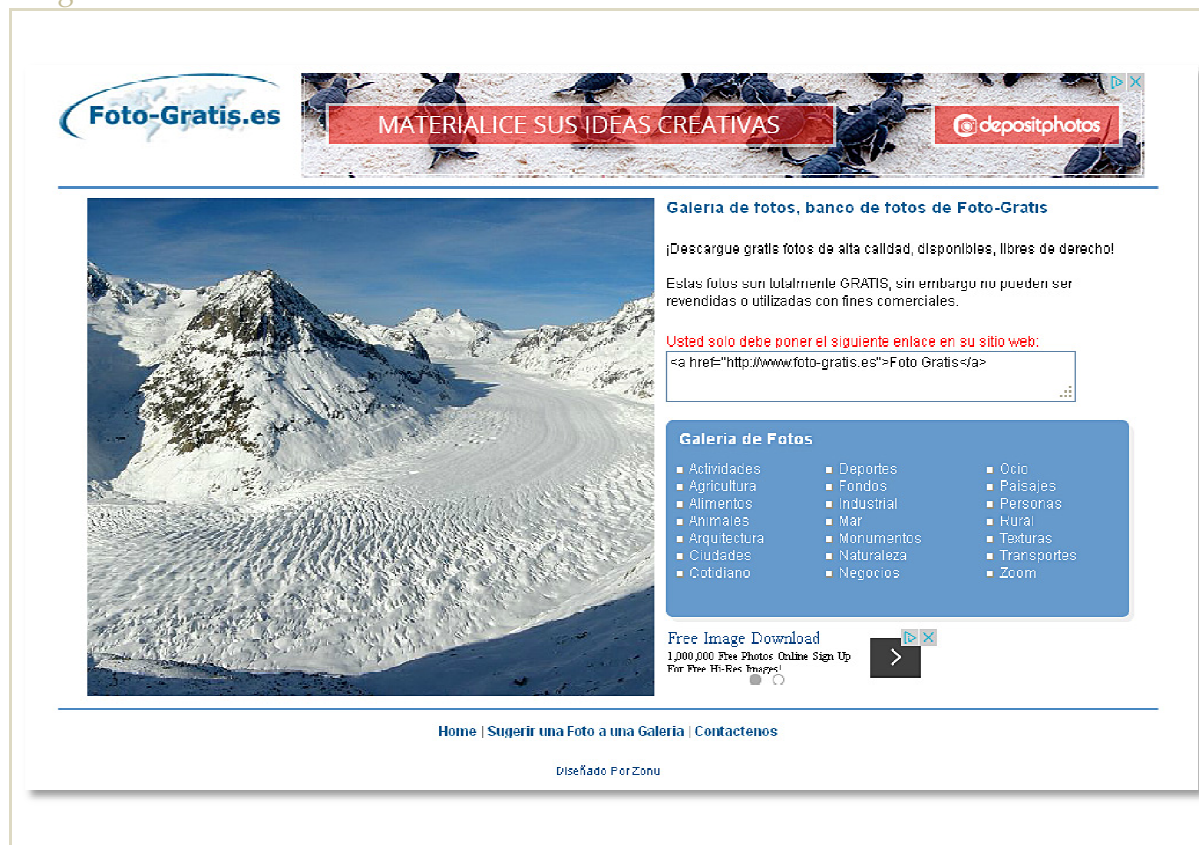 Foto-Gratis.es
MATERIALICE SUS IDEAS CREATIVAS
depositphotos
Galeria de fotos, banco de fotos de Foto-Gratis
¡Descargue gratis fotos de alta calidad, disponibles, libres de derecho!
Estas fotos son totalmente GRATIS, sin embargo no pueden ser
revendidas o utilizadas con fines comerciales.
Usted solo debe poner el siguiente enlace en su sitio web:
<a href="http://www.foto-gratis.es">Foto Gratis</a>
Galeria de Fotos
Actividades
Agricultura
Alimentos
Animales
Arquitectura
Ciudades
Cotidiano
Deportes
Fondos
Industrial
Mar
Monumentos
Naturaleza
Negocios
Ocio
Paisajes
Personas
Rural
Texturas
Transportes
Zoom
Free Image Download
1,000,000 Free Photos Online Sign Up
For Free Hi-Res Images!
Home | Sugerir una Foto a una Galeria | Contactenos
Diseñado Por Zonu